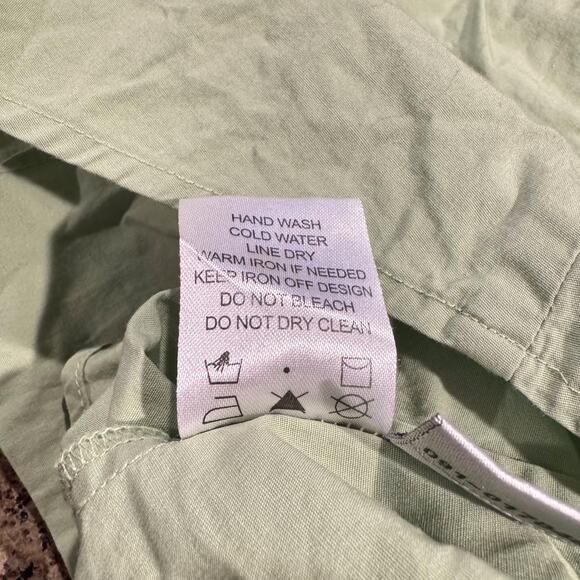 HAND WASH
COLD WATER
LINE DRY
WARM IRON IF NEEDED
KEEP IRON OFF DESIGN
DO NOT BLEACH
DO NOT DRY CLEAN